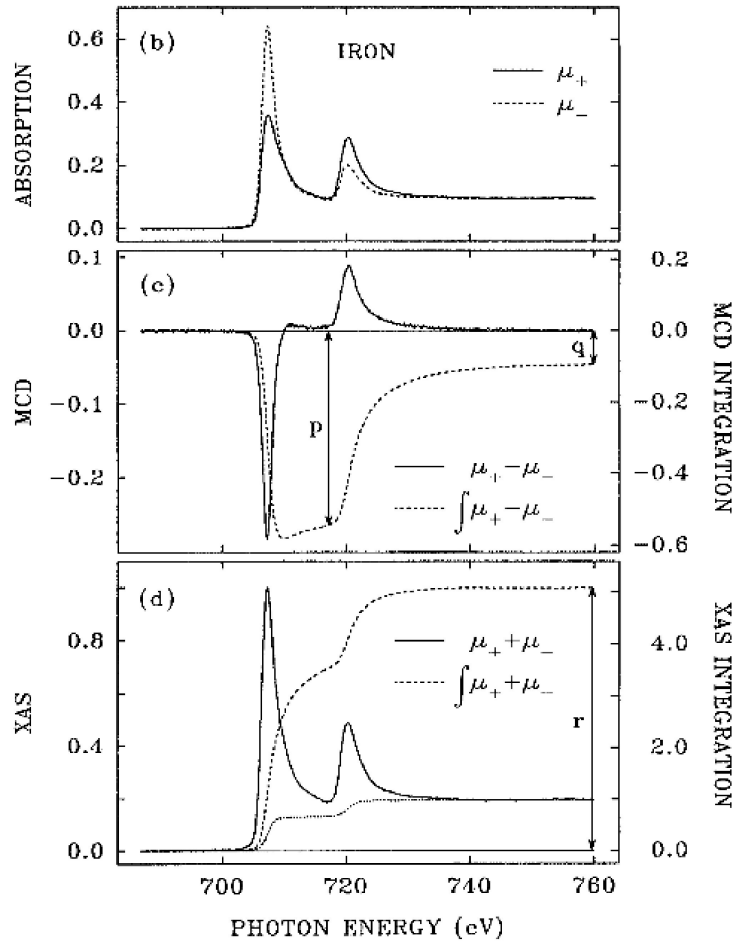 (b)
IRON
μ₊
μ₋
ABSORPTION
0.6
0.4
0.2
0.0
(c)
MCD
0.1
0.0
−0.1
−0.2
p
q
μ₊−μ₋
∫μ₊−μ₋
0.2
0.0
−0.2
−0.4
−0.6
MCD INTEGRATION
(d)
XAS
0.8
0.4
0.0
μ₊+μ₋
∫μ₊+μ₋
r
4.0
2.0
0.0
XAS INTEGRATION
700
720
740
760
PHOTON ENERGY (eV)